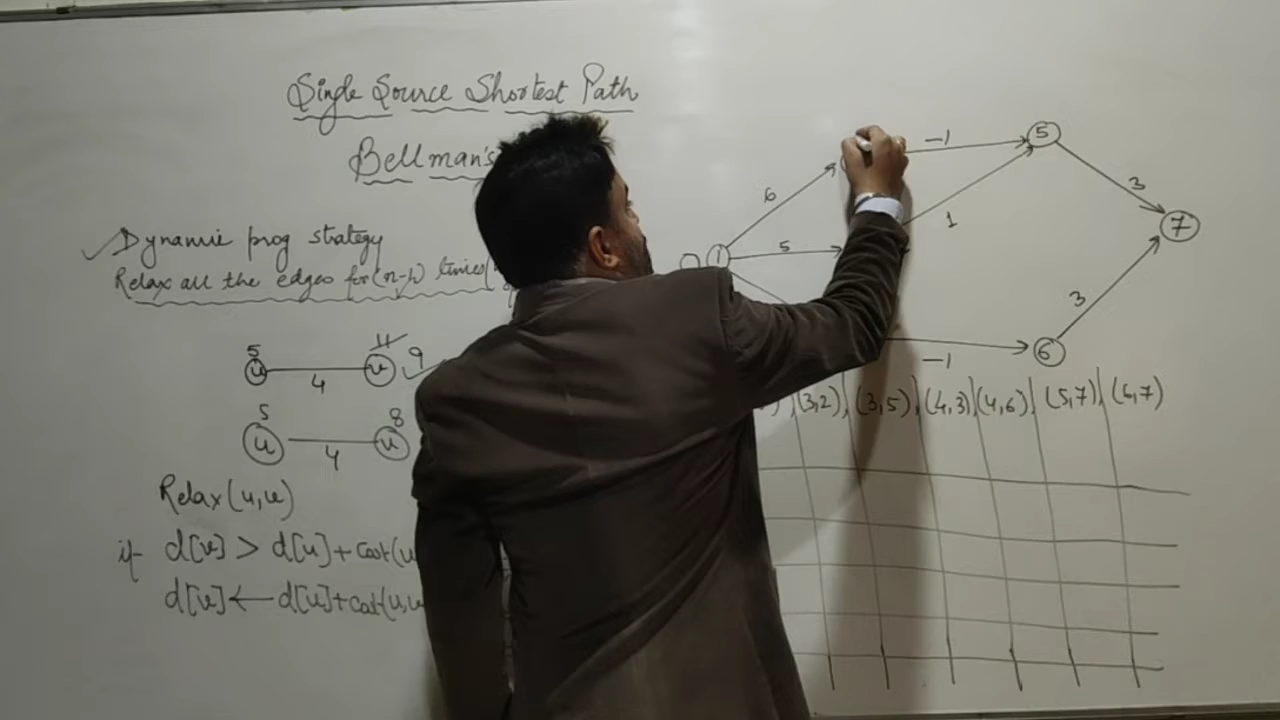 Single Source Shortest Path
Bellman's
Dynamic prog strategy
Relax all the edges for (n-1) times
5 11 9
u 4 v
5 8
u 4 v
Relax(u,v)
if d[v] > d[u]+cost(u
d[v] ← d[u]+cost(u,v
0 1 6 5 -1 5 1 3 7 3 -1 6
(3,2) (3,5) (4,3) (4,6) (5,7) (6,7)